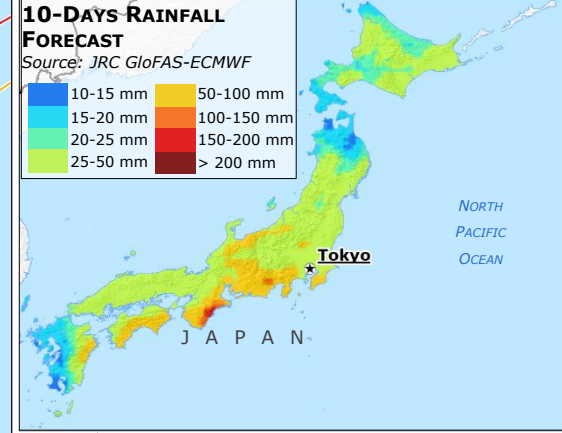 10-DAYS RAINFALL
FORECAST
Source: JRC GloFAS-ECMWF
10-15 mm 50-100 mm
15-20 mm 100-150 mm
20-25 mm 150-200 mm
25-50 mm > 200 mm
NORTH
PACIFIC
OCEAN
Tokyo
JAPAN